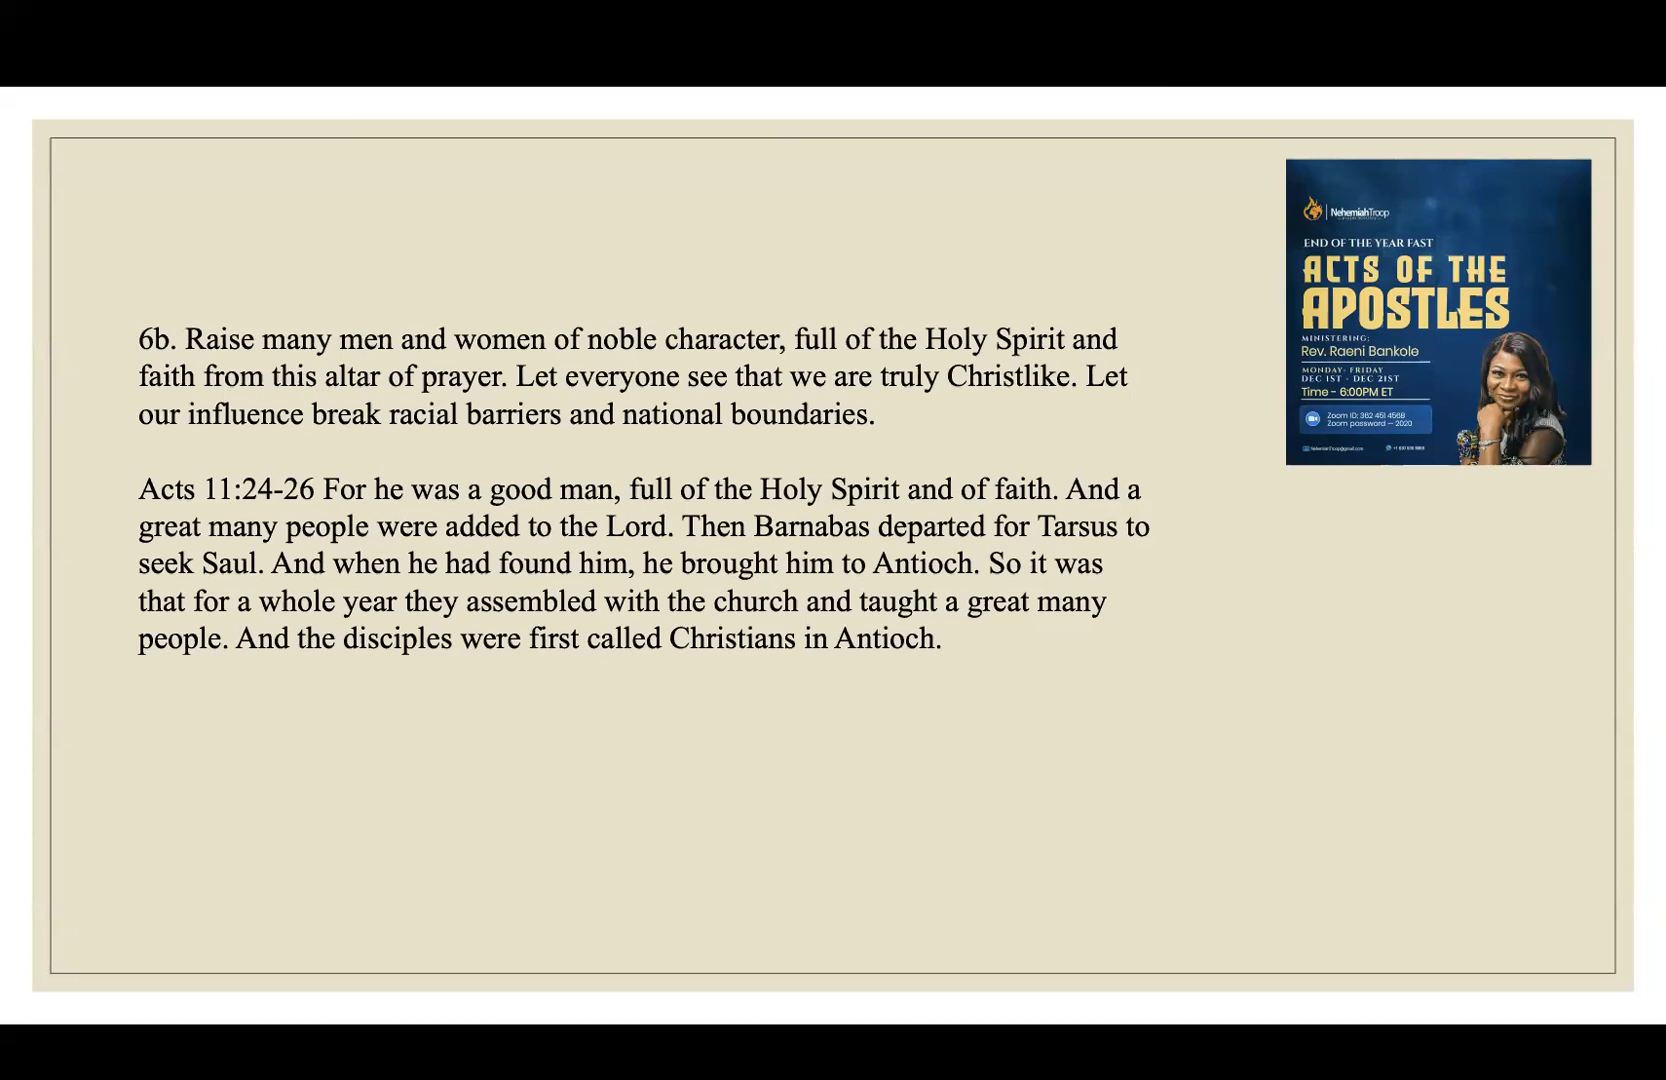 6b. Raise many men and women of noble character, full of the Holy Spirit and
faith from this altar of prayer. Let everyone see that we are truly Christlike. Let
our influence break racial barriers and national boundaries.
Acts 11:24-26 For he was a good man, full of the Holy Spirit and of faith. And a
great many people were added to the Lord. Then Barnabas departed for Tarsus to
seek Saul. And when he had found him, he brought him to Antioch. So it was
that for a whole year they assembled with the church and taught a great many
people. And the disciples were first called Christians in Antioch.
NehemiahTroop
END OF THE YEAR FAST
ACTS OF THE
APOSTLES
MINISTERING:
Rev. Raeni Bankole
MONDAY- FRIDAY
DEC 1ST - DEC 21ST
Time - 6:00PM ET
Zoom ID: 362 451 4568
Zoom password — 2020
NehemiahTroop@gmail.com